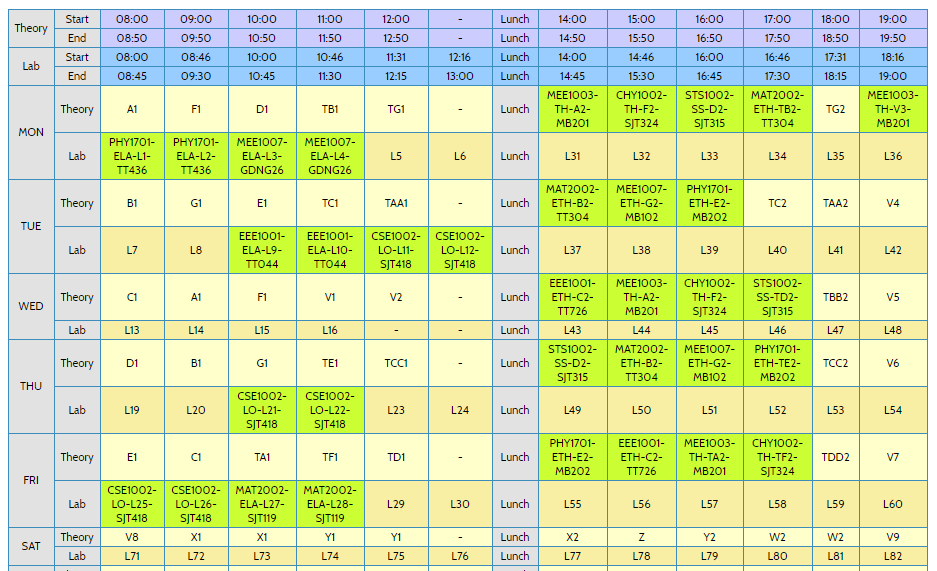 Theory Start 08:00 09:00 10:00 11:00 12:00 - Lunch 14:00 15:00 16:00 17:00 18:00 19:00
End 08:50 09:50 10:50 11:50 12:50 - Lunch 14:50 15:50 16:50 17:50 18:50 19:50
Lab Start 08:00 08:46 10:00 10:46 11:31 12:16 Lunch 14:00 14:46 16:00 16:46 17:31 18:16
End 08:45 09:30 10:45 11:30 12:15 13:00 Lunch 14:45 15:30 16:45 17:30 18:15 19:00
MON Theory A1 F1 D1 TB1 TG1 - Lunch MEE1003-TH-A2-MB201 CHY1002-TH-F2-SJT324 STS1002-SS-D2-SJT315 MAT2002-ETH-TB2-TT304 TG2 MEE1003-TH-V3-MB201
Lab PHY1701-ELA-L1-TT436 PHY1701-ELA-L2-TT436 MEE1007-ELA-L3-GDNG26 MEE1007-ELA-L4-GDNG26 L5 L6 Lunch L31 L32 L33 L34 L35 L36
TUE Theory B1 G1 E1 TC1 TAA1 - Lunch MAT2002-ETH-B2-TT304 MEE1007-ETH-G2-MB102 PHY1701-ETH-E2-MB202 TC2 TAA2 V4
Lab L7 L8 EEE1001-ELA-L9-TT044 EEE1001-ELA-L10-TT044 CSE1002-LO-L11-SJT418 CSE1002-LO-L12-SJT418 Lunch L37 L38 L39 L40 L41 L42
WED Theory C1 A1 F1 V1 V2 - Lunch EEE1001-ETH-C2-TT726 MEE1003-TH-A2-MB201 CHY1002-TH-F2-SJT324 STS1002-SS-TD2-SJT315 TBB2 V5
Lab L13 L14 L15 L16 - - Lunch L43 L44 L45 L46 L47 L48
THU Theory D1 B1 G1 TE1 TCC1 - Lunch STS1002-SS-D2-SJT315 MAT2002-ETH-B2-TT304 MEE1007-ETH-G2-MB102 PHY1701-ETH-TE2-MB202 TCC2 V6
Lab L19 L20 CSE1002-LO-L21-SJT418 CSE1002-LO-L22-SJT418 L23 L24 Lunch L49 L50 L51 L52 L53 L54
FRI Theory E1 C1 TA1 TF1 TD1 - Lunch PHY1701-ETH-E2-MB202 EEE1001-ETH-C2-TT726 MEE1003-TH-TA2-MB201 CHY1002-TH-TF2-SJT324 TDD2 V7
Lab CSE1002-LO-L25-SJT418 CSE1002-LO-L26-SJT418 MAT2002-ELA-L27-SJT119 MAT2002-ELA-L28-SJT119 L29 L30 Lunch L55 L56 L57 L58 L59 L60
SAT Theory V8 X1 X1 Y1 Y1 - Lunch X2 Z Y2 W2 W2 V9
Lab L71 L72 L73 L74 L75 L76 Lunch L77 L78 L79 L80 L81 L82